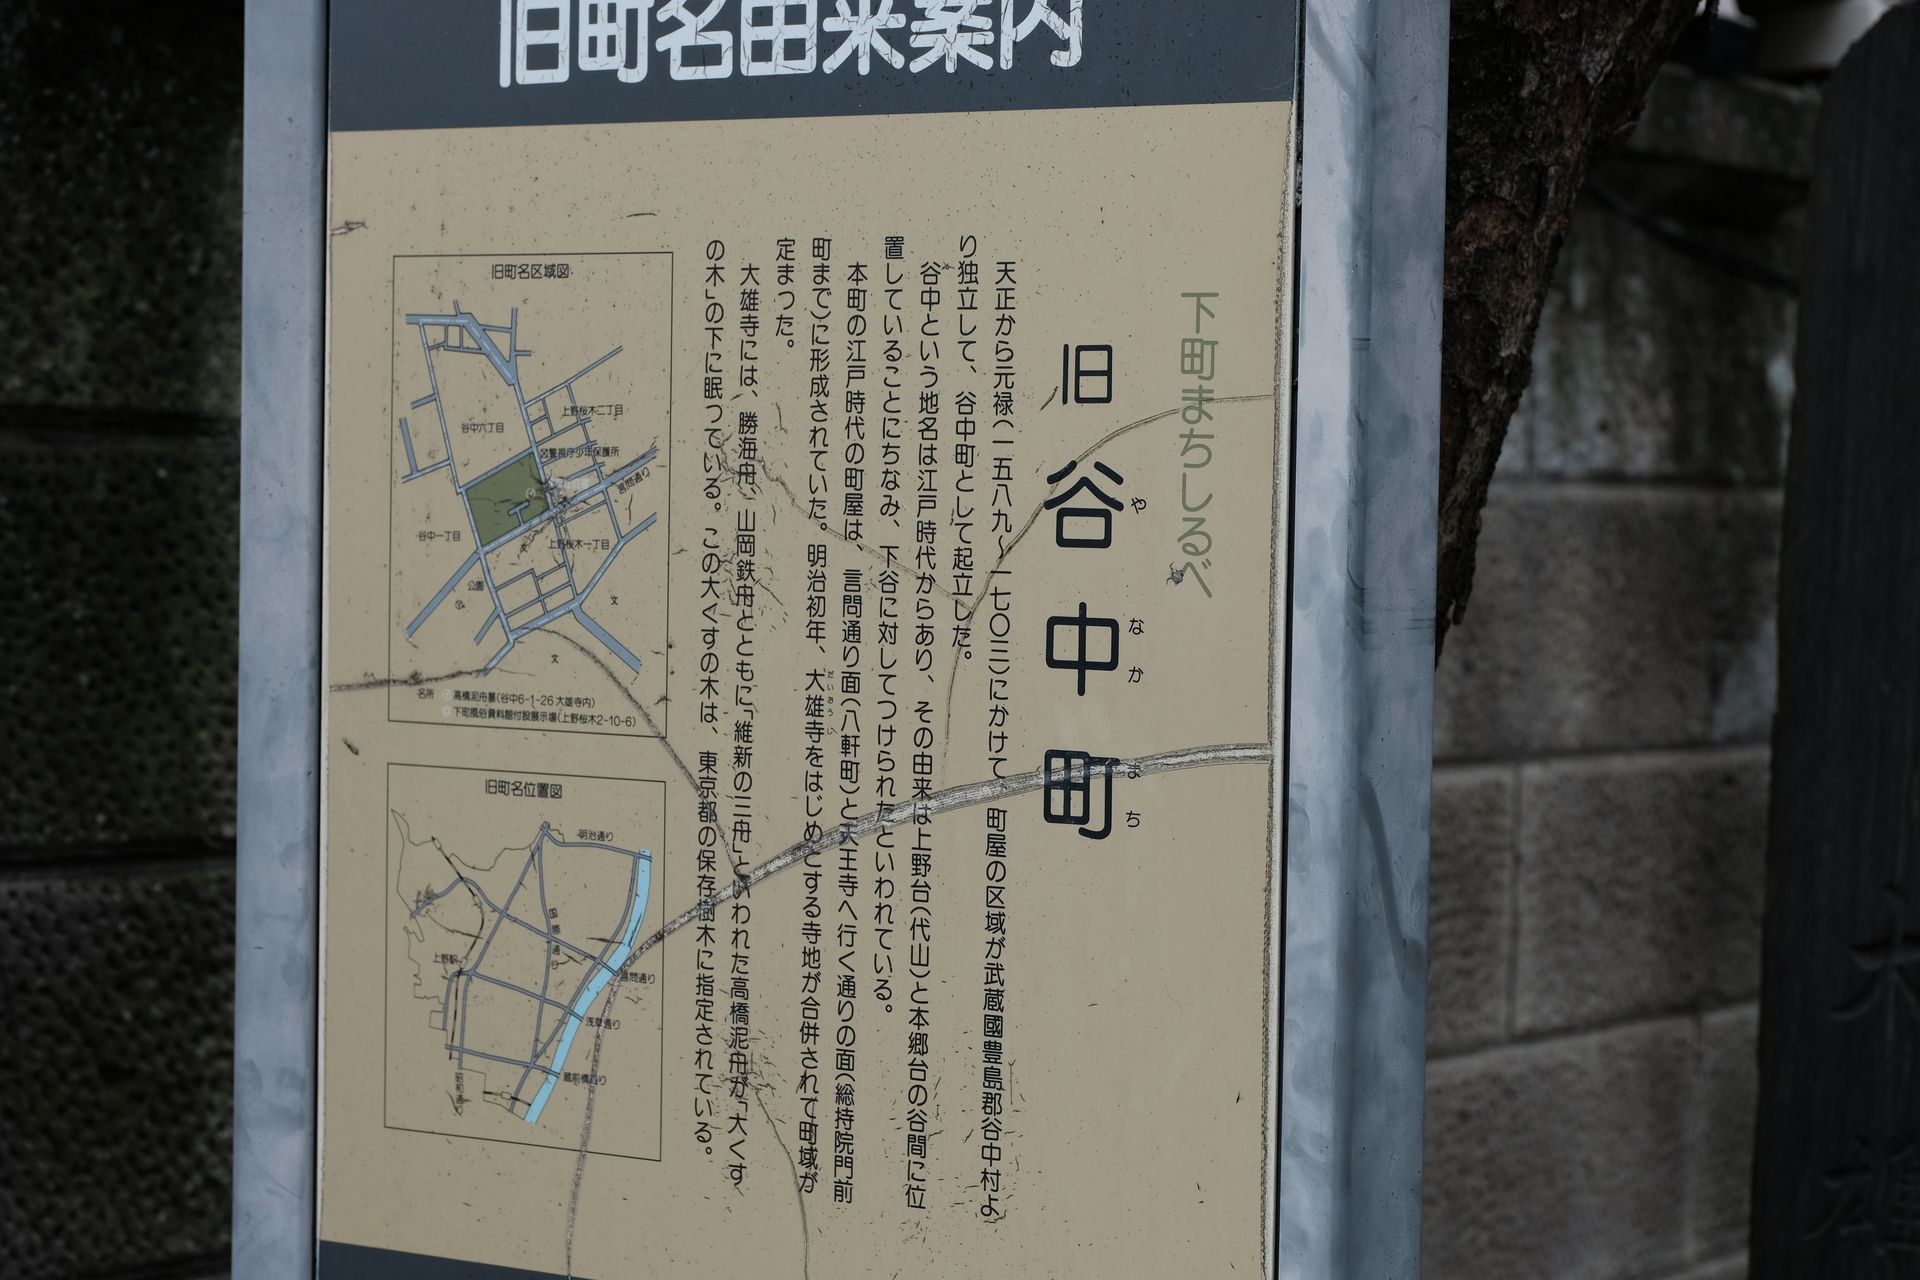 旧町名由来案内
下町まちしるべ
旧谷中町
やなかまち
天正から元禄(一五八九～一七〇三)にかけて、町屋の区域が武蔵國豊島郡谷中村よ
り独立して、谷中町として起立した。
谷中という地名は江戸時代からあり、その由来は上野台(代山)と本郷台の谷間に位
置していることにちなみ、下谷に対してつけられたといわれている。
本町の江戸時代の町屋は、言問通り面(八軒町)と天王寺へ行く通りの面(総持院門前
町まで)に形成されていた。明治初年、大雄寺をはじめとする寺地が合併されて町域が
だいおうじ
定まった。
大雄寺には、勝海舟、山岡鉄舟とともに「維新の三舟」といわれた高橋泥舟が「大くす
の木」の下に眠っている。この大くすの木は、東京都の保存樹木に指定されている。
旧町名区域図
上野桜木二丁目
谷中六丁目
警視庁少年保護所
言問通り
谷中一丁目
上野桜木一丁目
公園
文
文
名所
高橋泥舟墓(谷中6-1-26 大雄寺内)
下町風俗資料館付設展示場(上野桜木2-10-6)
旧町名位置図
明治通り
上野駅
言問通り
浅草通り
蔵前橋通り
昭和通り